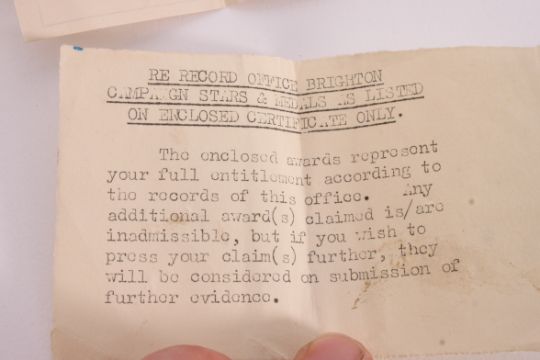 RE RECORD OFFICE BRIGHTON
CAMPAIGN STARS & MEDALS AS LISTED
ON ENCLOSED CERTIFICATE ONLY.
The enclosed awards represent
your full entitlement according to
the records of this office. Any
additional award(s) claimed is/are
inadmissible, but if you wish to
press your claim(s) further, they
will be considered on submission of
further evidence.